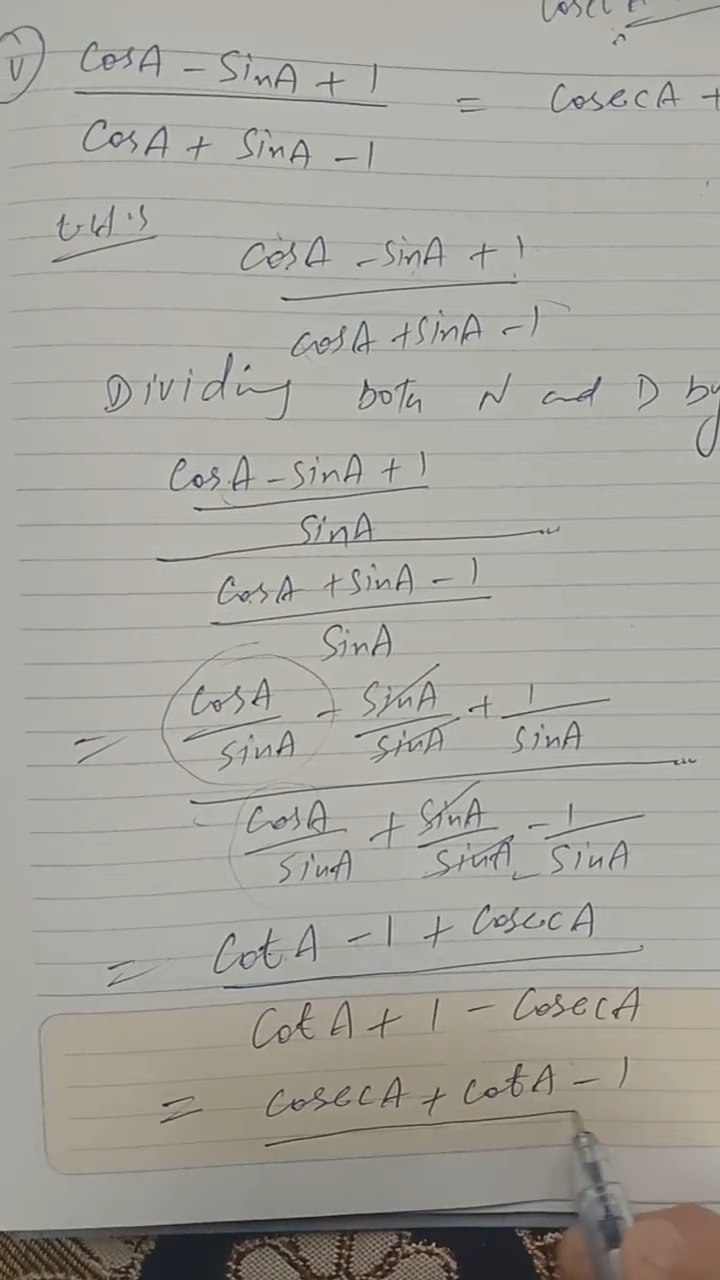 v) CosA - SinA + 1 = CosecA +
CosA + SinA - 1
L.H.S
CosA - SinA + 1
CosA + SinA - 1
Dividing both N and D by
CosA - SinA + 1
SinA
CosA + SinA - 1
SinA
= CosA - SinA + 1
SinA SinA SinA
CosA + SinA - 1
SinA SinA SinA
= CotA - 1 + CosecA
CotA + 1 - CosecA
= CosecA + CotA - 1